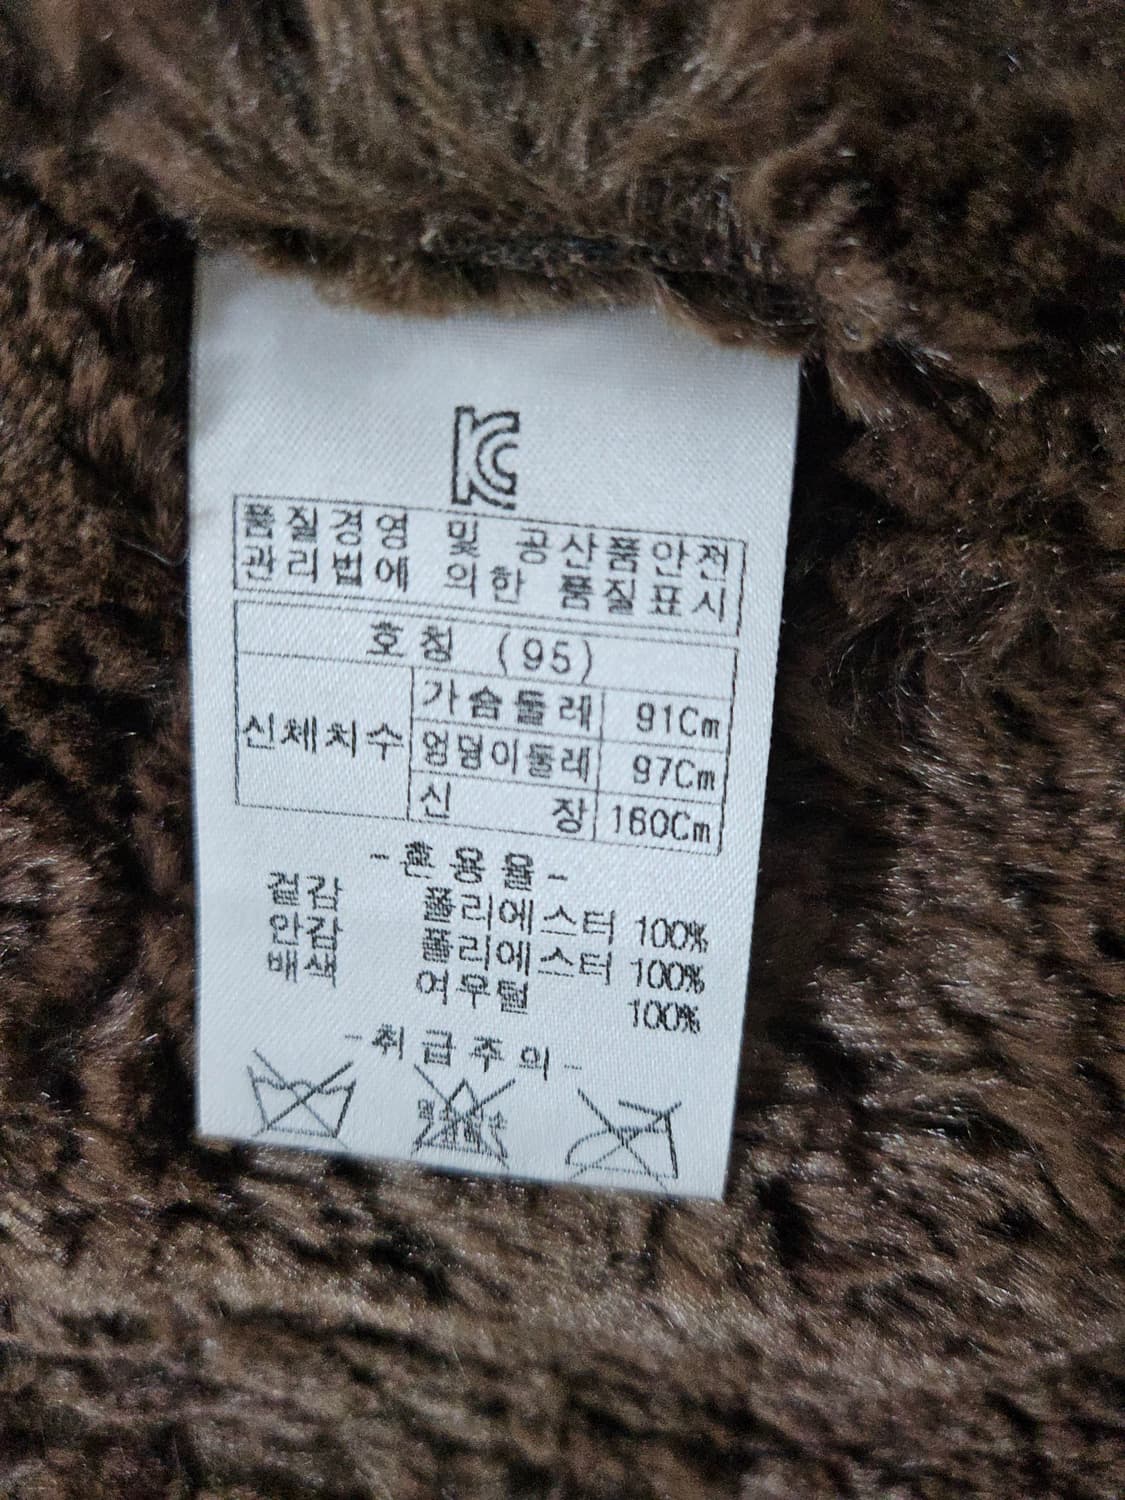 KC
품질경영 및 공산품안전
관리법에 의한 품질표시
호칭 (95)
신체치수
가슴둘레 91Cm
엉덩이둘레 97Cm
신 장 160Cm
-혼용율-
겉감 폴리에스터 100%
안감 폴리에스터 100%
배색 여우털 100%
-취급주의-